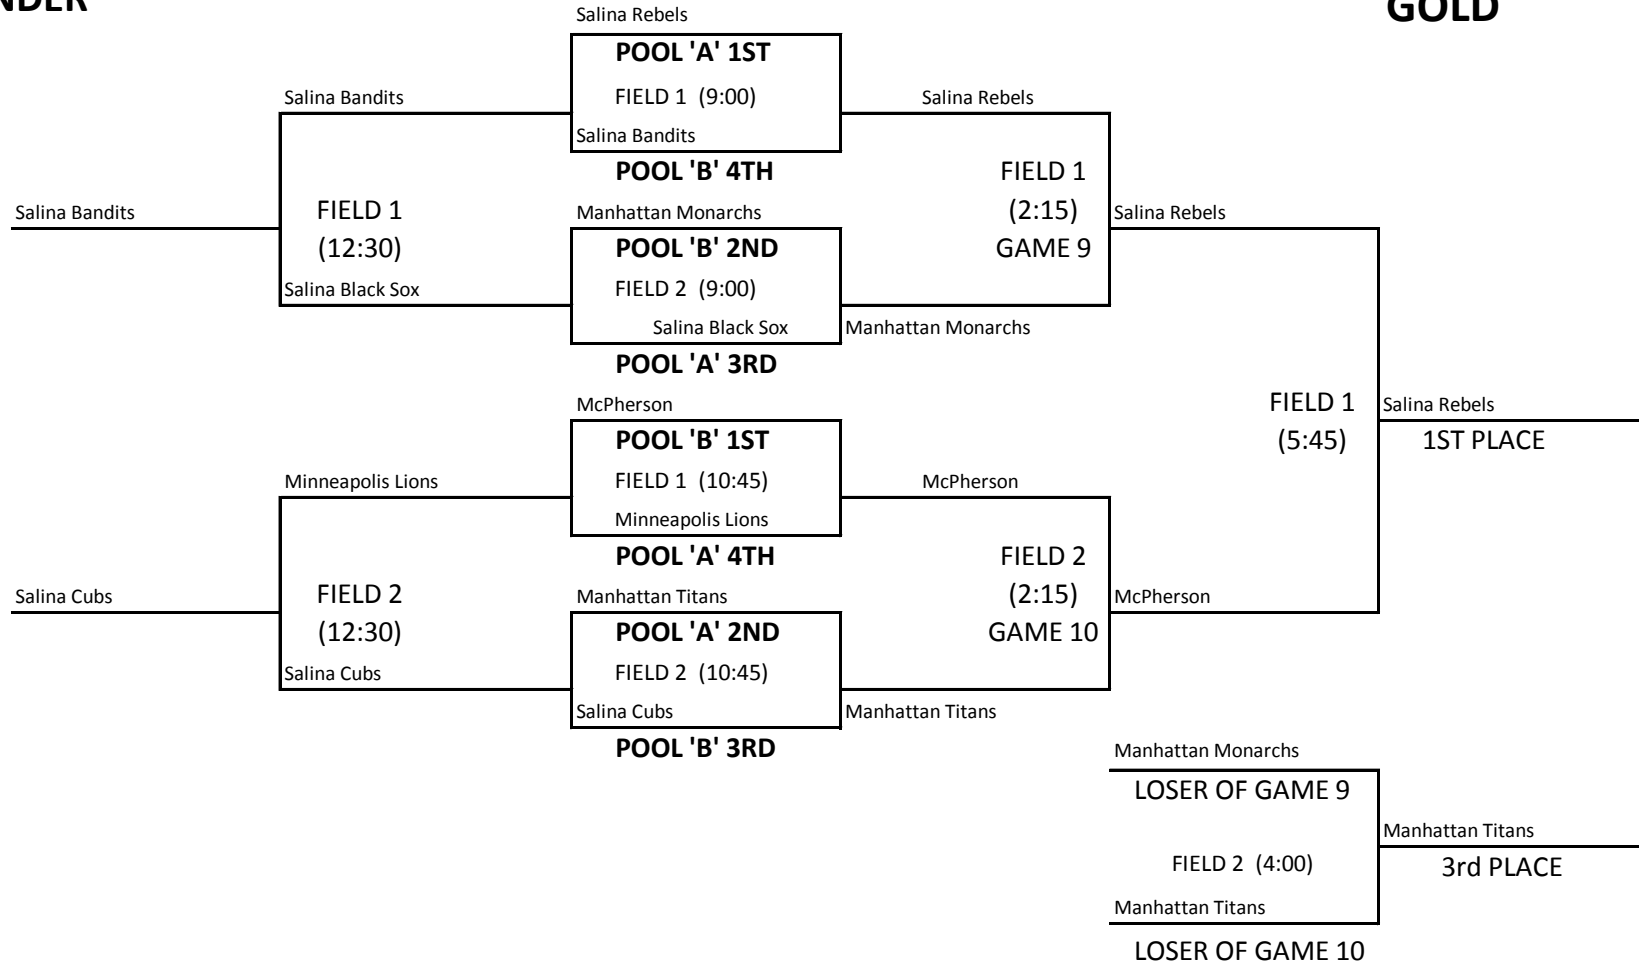 NDER
GOLD
Salina Rebels
POOL 'A' 1ST
Salina Bandits
FIELD 1 (9:00)
Salina Rebels
Salina Bandits
POOL 'B' 4TH
FIELD 1
Salina Bandits
FIELD 1
Manhattan Monarchs
(2:15)
Salina Rebels
(12:30)
POOL 'B' 2ND
GAME 9
Salina Black Sox
FIELD 2 (9:00)
Salina Black Sox
Manhattan Monarchs
POOL 'A' 3RD
McPherson
FIELD 1
Salina Rebels
POOL 'B' 1ST
(5:45)
1ST PLACE
Minneapolis Lions
FIELD 1 (10:45)
McPherson
Minneapolis Lions
POOL 'A' 4TH
FIELD 2
Salina Cubs
FIELD 2
Manhattan Titans
(2:15)
McPherson
(12:30)
POOL 'A' 2ND
GAME 10
Salina Cubs
FIELD 2 (10:45)
Salina Cubs
Manhattan Titans
POOL 'B' 3RD
Manhattan Monarchs
LOSER OF GAME 9
Manhattan Titans
FIELD 2 (4:00)
3rd PLACE
Manhattan Titans
LOSER OF GAME 10